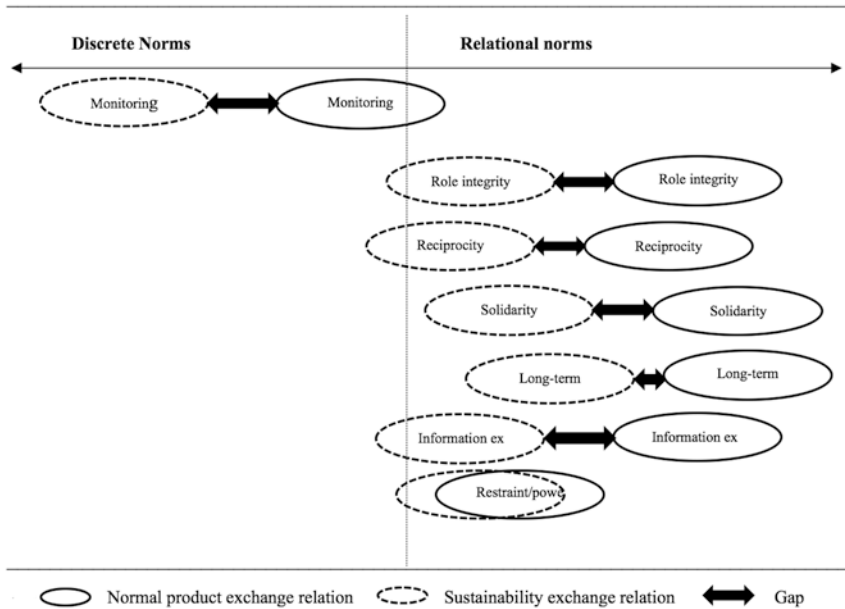 Discrete Norms Relational norms
Monitoring Monitoring
Role integrity Role integrity
Reciprocity Reciprocity
Solidarity Solidarity
Long-term Long-term
Information ex Information ex
Restraint/powe
Normal product exchange relation Sustainability exchange relation Gap